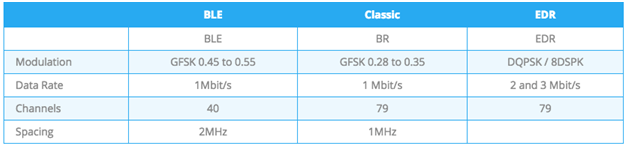 BLE Classic EDR
BLE BR EDR
Modulation GFSK 0.45 to 0.55 GFSK 0.28 to 0.35 DQPSK / 8DSPK
Data Rate 1Mbit/s 1 Mbit/s 2 and 3 Mbit/s
Channels 40 79 79
Spacing 2MHz 1MHz